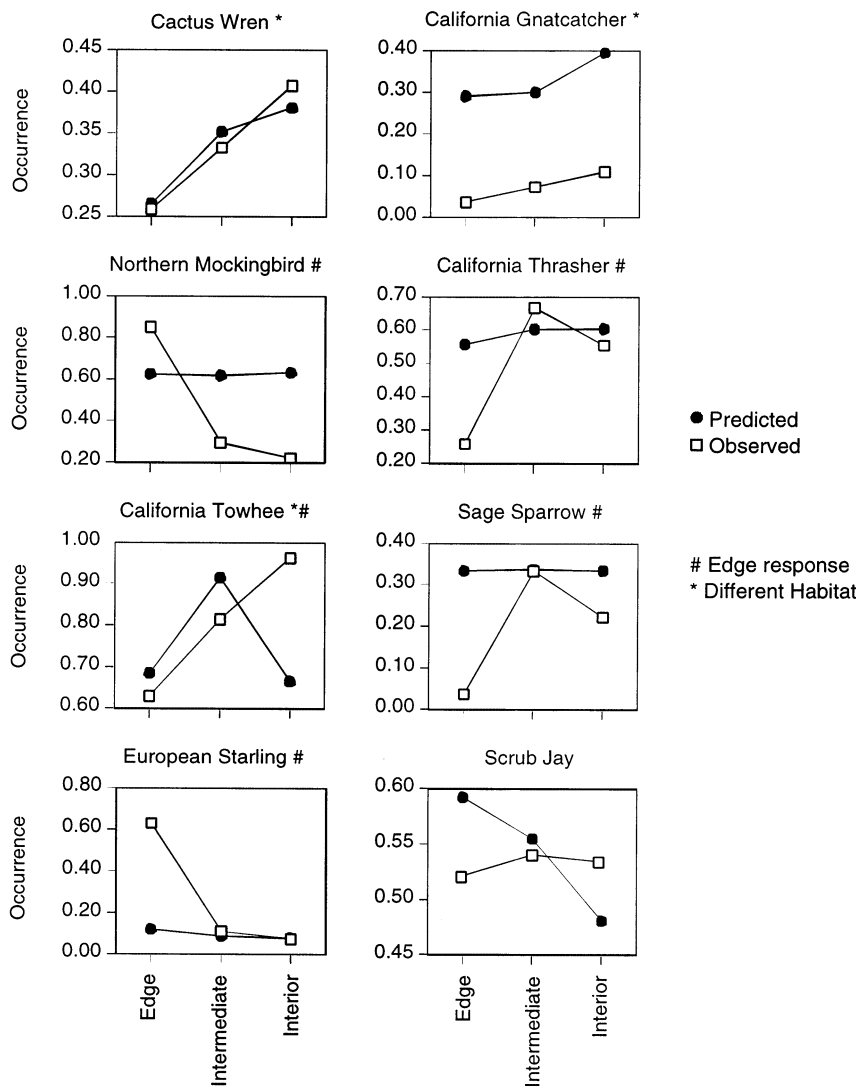 Cactus Wren *
California Gnatcatcher *
Occurrence
0.45
0.40
0.35
0.30
0.25
0.40
0.30
0.20
0.10
0.00
Northern Mockingbird #
California Thrasher #
Occurrence
1.00
0.80
0.60
0.40
0.20
0.70
0.60
0.50
0.40
0.30
0.20
Predicted
Observed
California Towhee *#
Sage Sparrow #
Occurrence
1.00
0.90
0.80
0.70
0.60
0.40
0.30
0.20
0.10
0.00
# Edge response
* Different Habitat
European Starling #
Scrub Jay
Occurrence
0.80
0.60
0.40
0.20
0.00
0.60
0.55
0.50
0.45
Edge
Intermediate
Interior
Edge
Intermediate
Interior